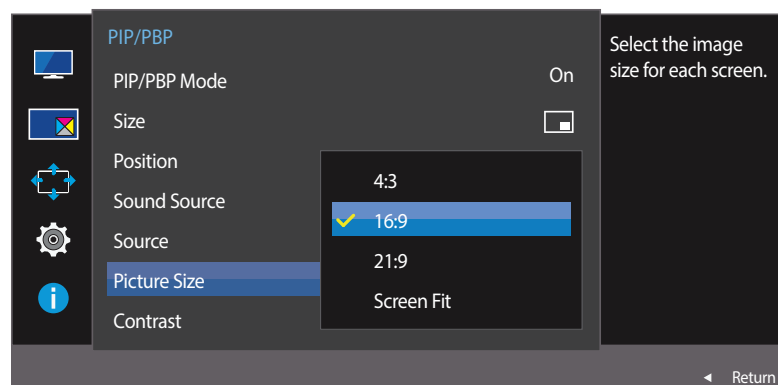 PIP/PBP
PIP/PBP Mode On
Size
Position
Sound Source
Source
Picture Size
Contrast
4:3
16:9
21:9
Screen Fit
Select the image
size for each screen.
Return